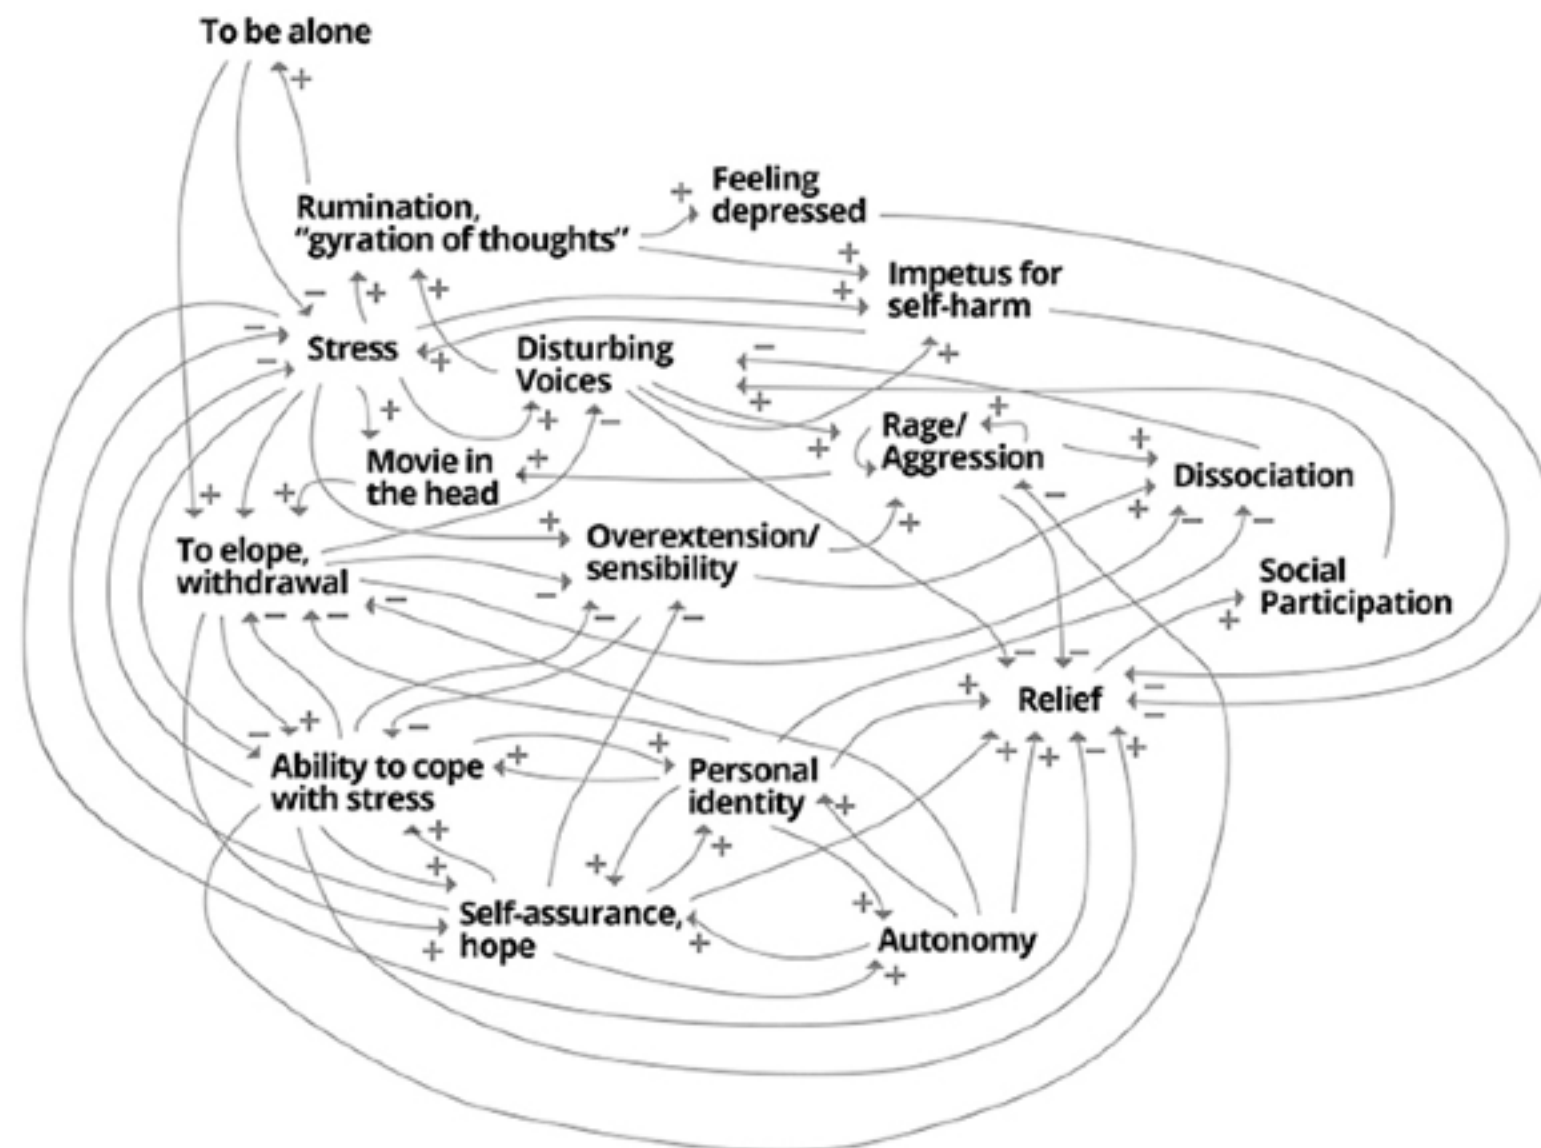 To be alone
Feeling
depressed
Rumination,
“gyration of thoughts”
Impetus for
self-harm
Stress
Disturbing
Voices
Rage/
Aggression
Movie in
the head
Dissociation
To elope,
withdrawal
Overextension/
sensibility
Social
Participation
Relief
Ability to cope
with stress
Personal
identity
Self-assurance,
hope
Autonomy